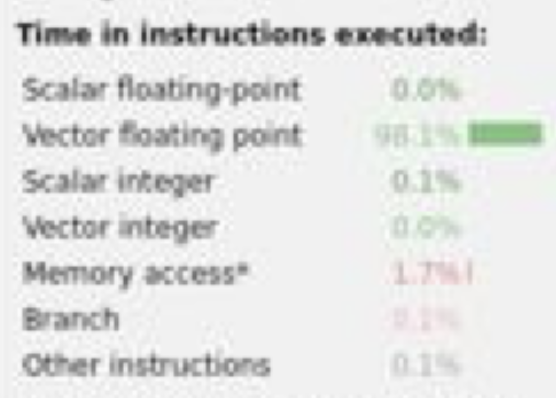 Time in instructions executed:
Scalar floating-point 0.0%
Vector floating point 98.1%
Scalar integer 0.1%
Vector integer 0.0%
Memory access* 1.7%
Branch 0.1%
Other instructions 0.1%